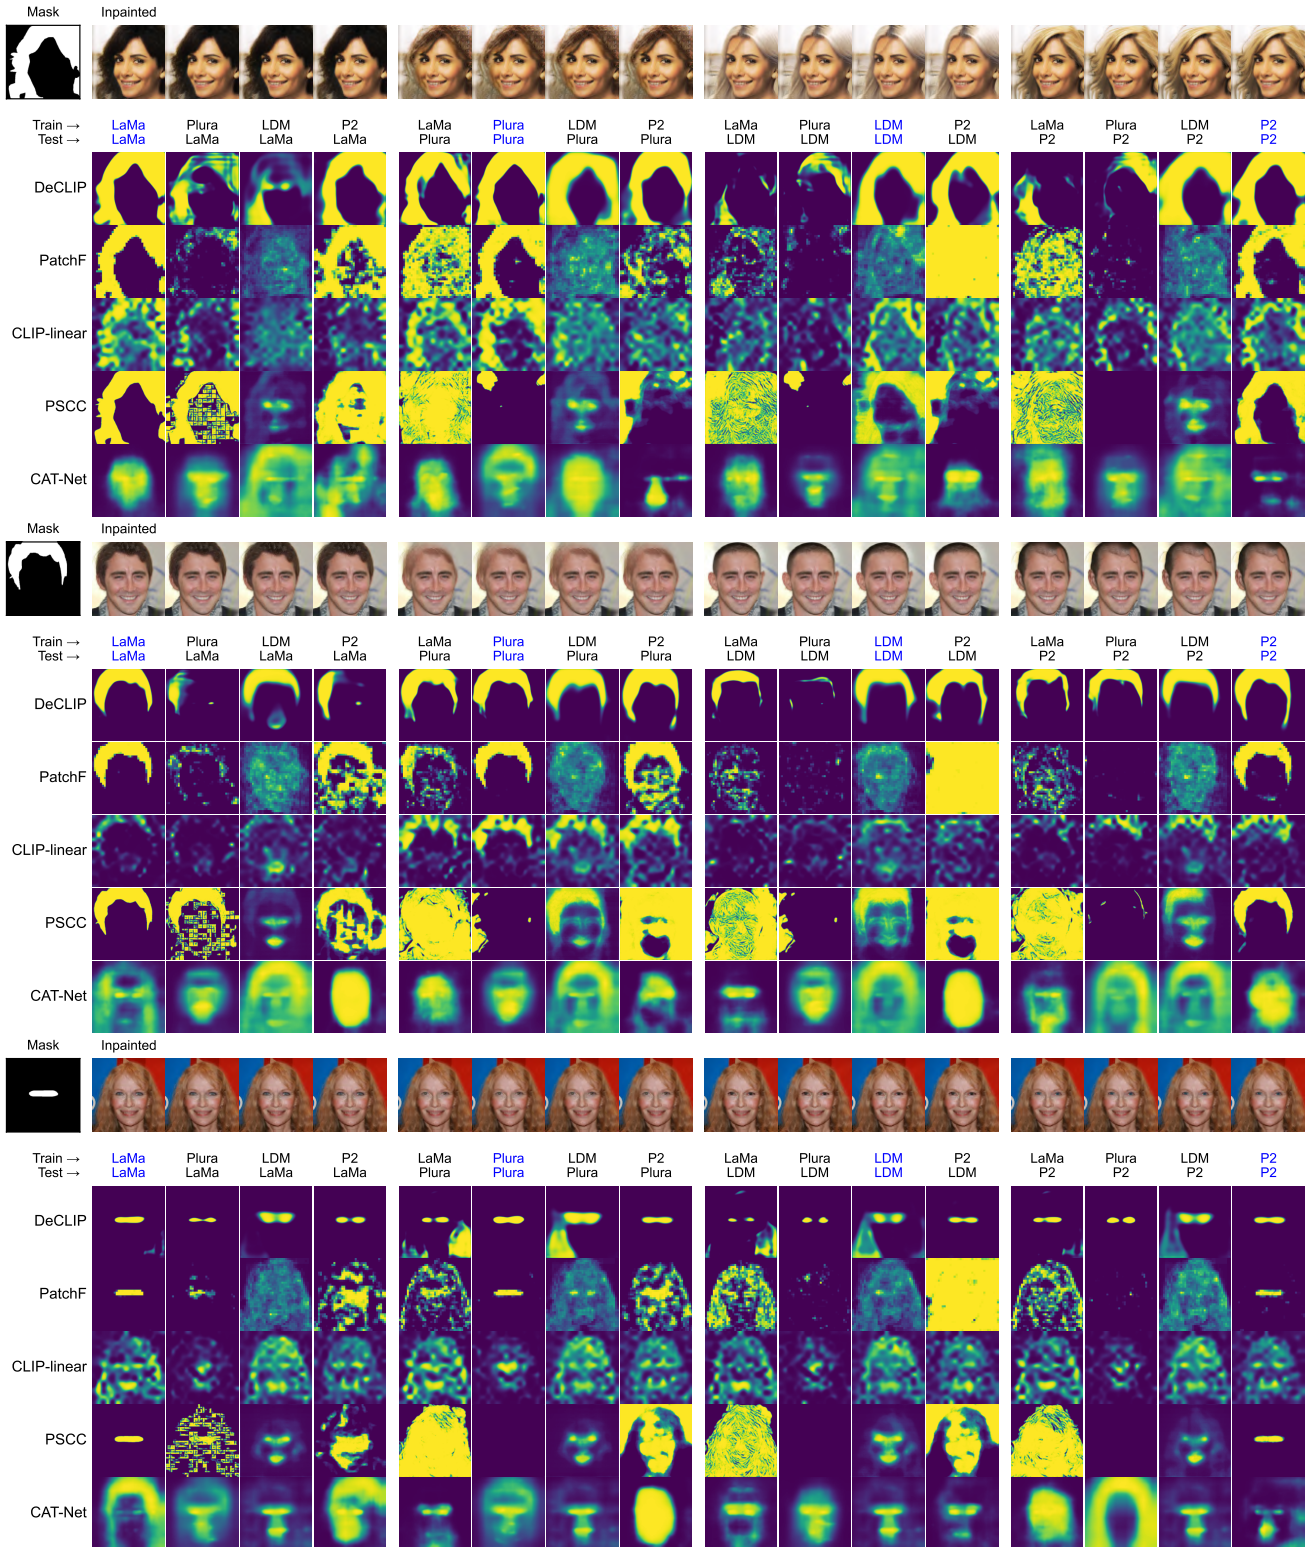 Mask Inpainted
Train → LaMa Plura LDM P2 LaMa Plura LDM P2 LaMa Plura LDM P2 LaMa Plura LDM P2
Test → LaMa LaMa LaMa LaMa Plura Plura Plura Plura LDM LDM LDM LDM P2 P2 P2 P2
DeCLIP
PatchF
CLIP-linear
PSCC
CAT-Net
Mask Inpainted
Train → LaMa Plura LDM P2 LaMa Plura LDM P2 LaMa Plura LDM P2 LaMa Plura LDM P2
Test → LaMa LaMa LaMa LaMa Plura Plura Plura Plura LDM LDM LDM LDM P2 P2 P2 P2
DeCLIP
PatchF
CLIP-linear
PSCC
CAT-Net
Mask Inpainted
Train → LaMa Plura LDM P2 LaMa Plura LDM P2 LaMa Plura LDM P2 LaMa Plura LDM P2
Test → LaMa LaMa LaMa LaMa Plura Plura Plura Plura LDM LDM LDM LDM P2 P2 P2 P2
DeCLIP
PatchF
CLIP-linear
PSCC
CAT-Net